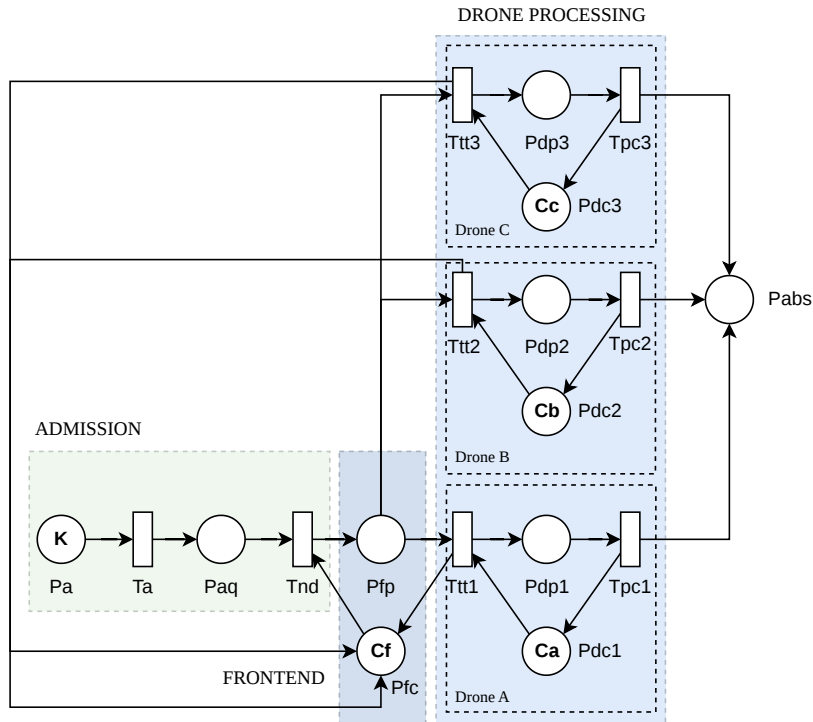 DRONE PROCESSING
Ttt3
Pdp3
Tpc3
Cc
Pdc3
Drone C
Pabs
Ttt2
Pdp2
Tpc2
Cb
Pdc2
Drone B
ADMISSION
K
Pa
Ta
Paq
Tnd
Pfp
Ttt1
Pdp1
Tpc1
Cf
Ca
Pdc1
FRONTEND
Pfc
Drone A